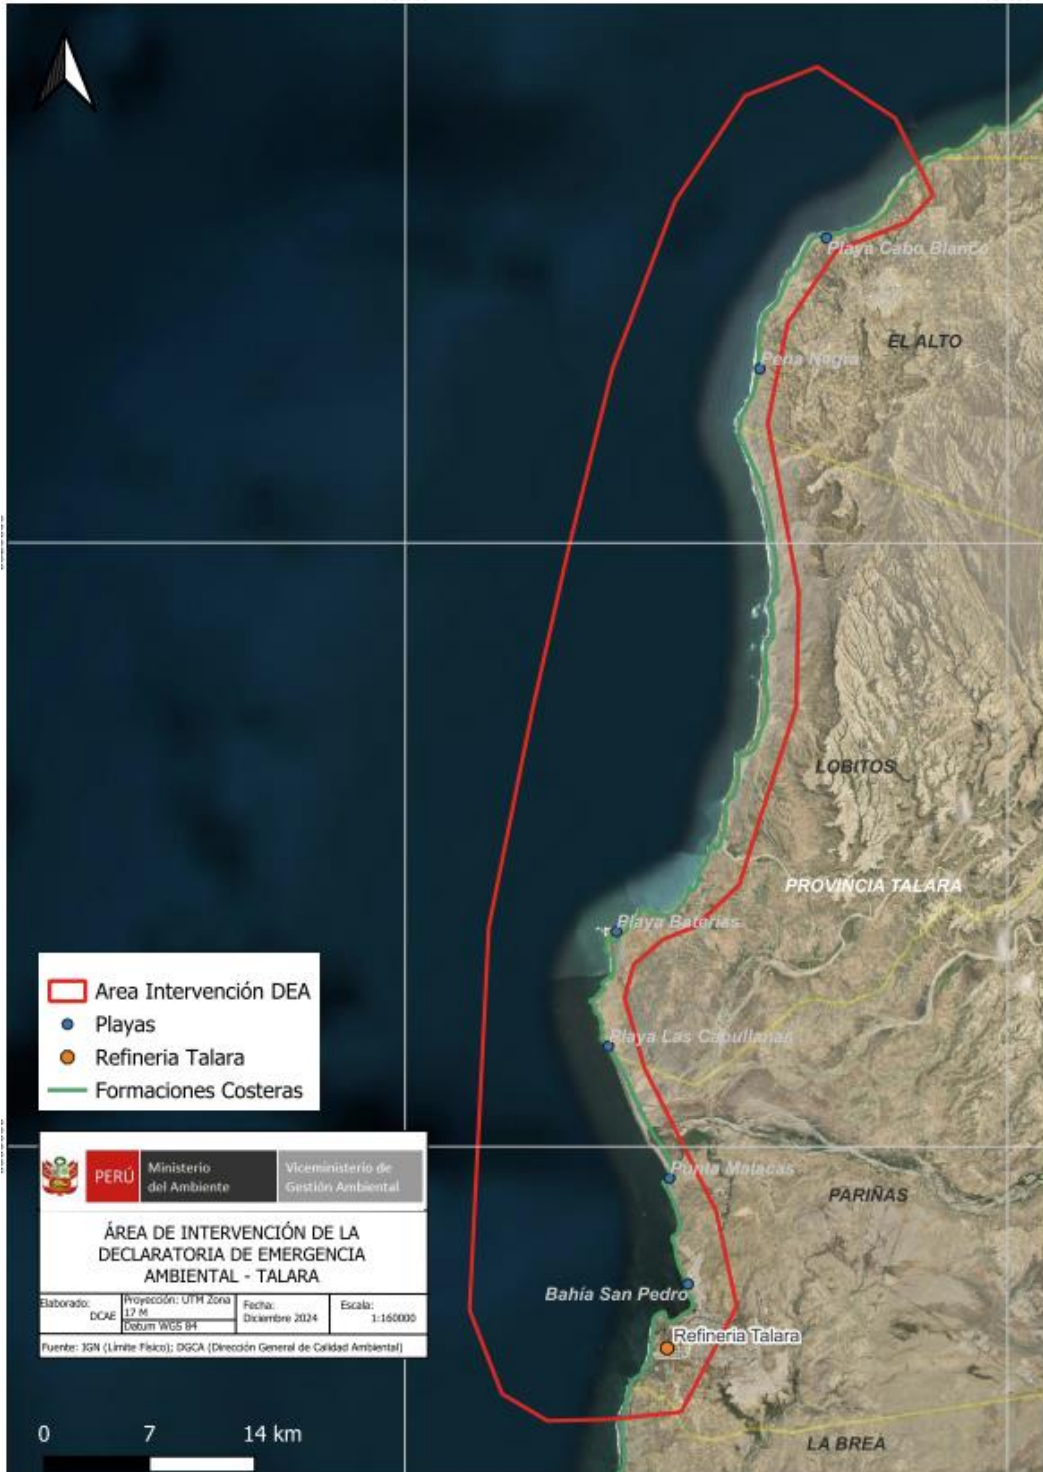 Playa Cabo Blanco
EL ALTO
Pena Negra
LOBITOS
PROVINCIA TALARA
Playa Baterias
Playa Las Capullanas
Punta Malacas
PARIÑAS
Bahía San Pedro
Refineria Talara
LA BREA
Area Intervención DEA
Playas
Refineria Talara
Formaciones Costeras
PERÚ
Ministerio
del Ambiente
Viceministerio de
Gestión Ambiental
ÁREA DE INTERVENCIÓN DE LA
DECLARATORIA DE EMERGENCIA
AMBIENTAL - TALARA
Elaborado:
DCAE
Proyección: UTM Zona
17 M
Datum WGS 84
Fecha:
Diciembre 2024
Escala:
1:160000
Fuente: IGN (Límite Físico); DGCA (Dirección General de Calidad Ambiental)
0 7 14 km